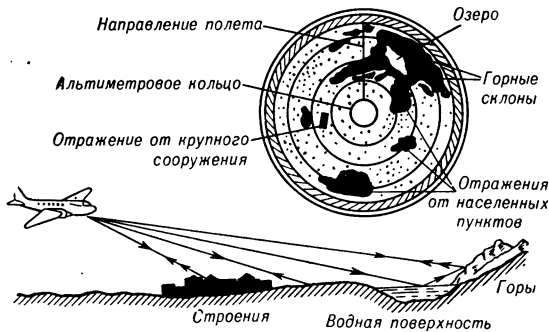 Направление полета
Озеро
Альтиметровое кольцо
Горные
склоны
Отражение от крупного
сооружения
Отражения
от населенных
пунктов
Строения
Водная поверхность
Горы